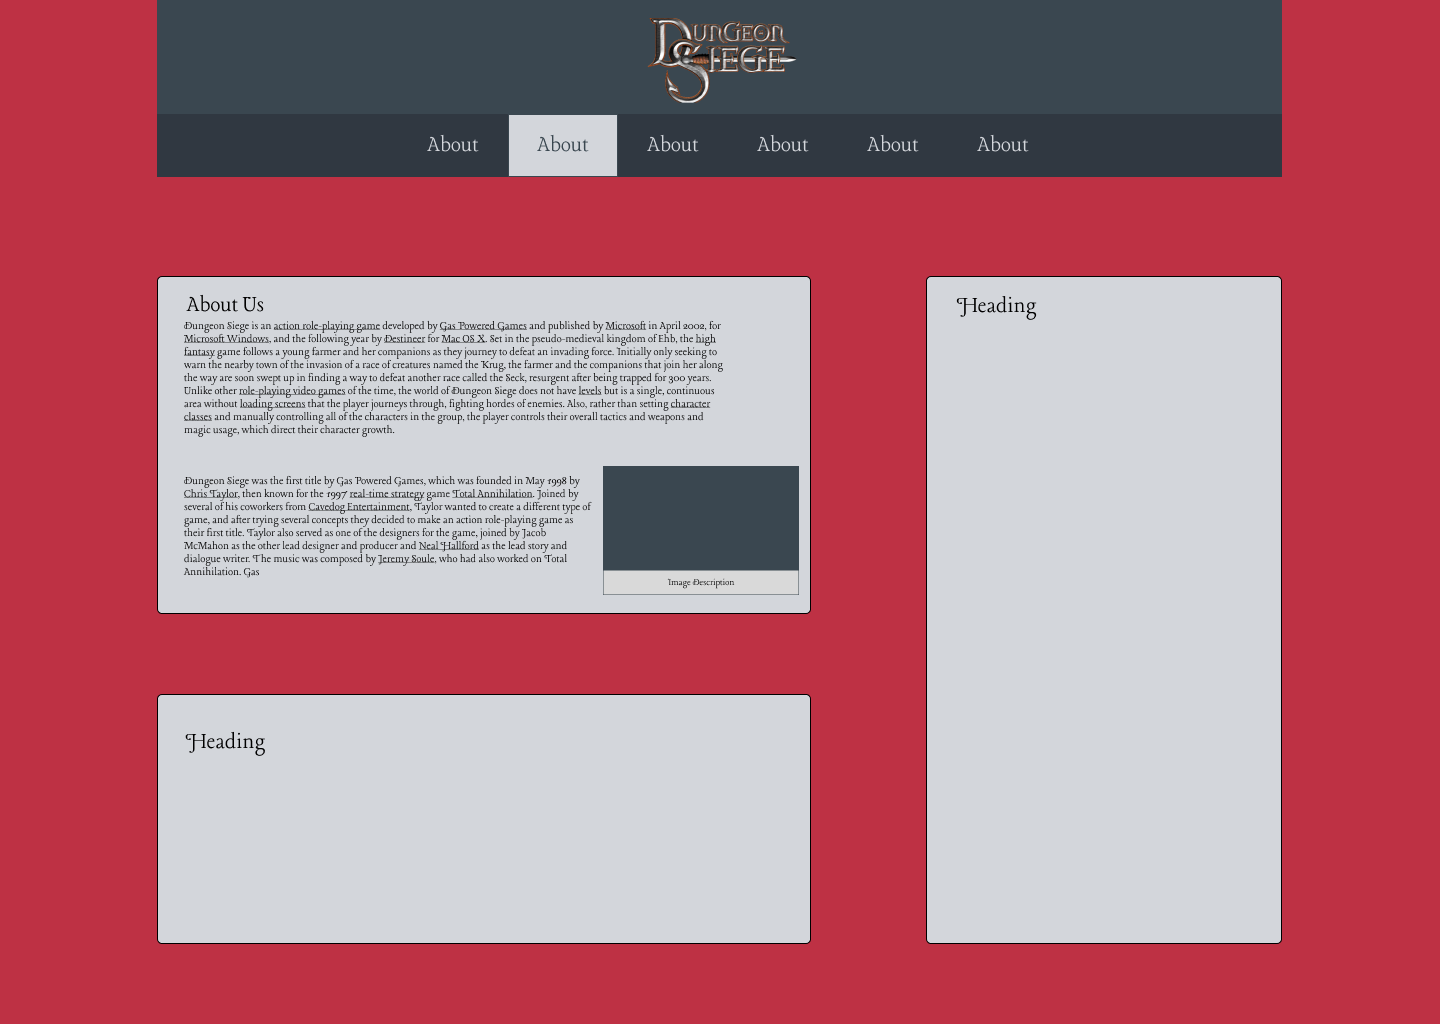 Dungeon Siege
About About About About About About
About Us
Dungeon Siege is an action role-playing game developed by Gas Powered Games and published by Microsoft in April 2002, for
Microsoft Windows, and the following year by Destineer for Mac OS X. Set in the pseudo-medieval kingdom of Ehb, the high
fantasy game follows a young farmer and her companions as they journey to defeat an invading force. Initially only seeking to
warn the nearby town of the invasion of a race of creatures named the Krug, the farmer and the companions that join her along
the way are soon swept up in finding a way to defeat another race called the Seck, resurgent after being trapped for 300 years.
Unlike other role-playing video games of the time, the world of Dungeon Siege does not have levels but is a single, continuous
area without loading screens that the player journeys through, fighting hordes of enemies. Also, rather than setting character
classes and manually controlling all of the characters in the group, the player controls their overall tactics and weapons and
magic usage, which direct their character growth.
Dungeon Siege was the first title by Gas Powered Games, which was founded in May 1998 by
Chris Taylor, then known for the 1997 real-time strategy game Total Annihilation. Joined by
several of his coworkers from Cavedog Entertainment, Taylor wanted to create a different type of
game, and after trying several concepts they decided to make an action role-playing game as
their first title. Taylor also served as one of the designers for the game, joined by Jacob
McMahon as the other lead designer and producer and Neal Hallford as the lead story and
dialogue writer. The music was composed by Jeremy Soule, who had also worked on Total
Annihilation. Gas
Image Description
Heading
Heading